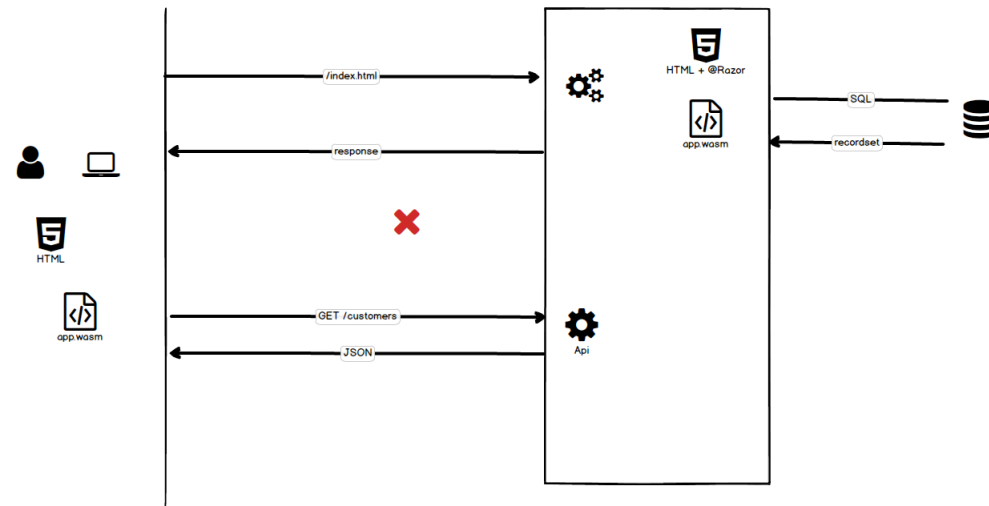 /index.html
HTML + @Razor
SQL
app.wasm
recordset
response
HTML
GET /customers
app.wasm
Api
JSON